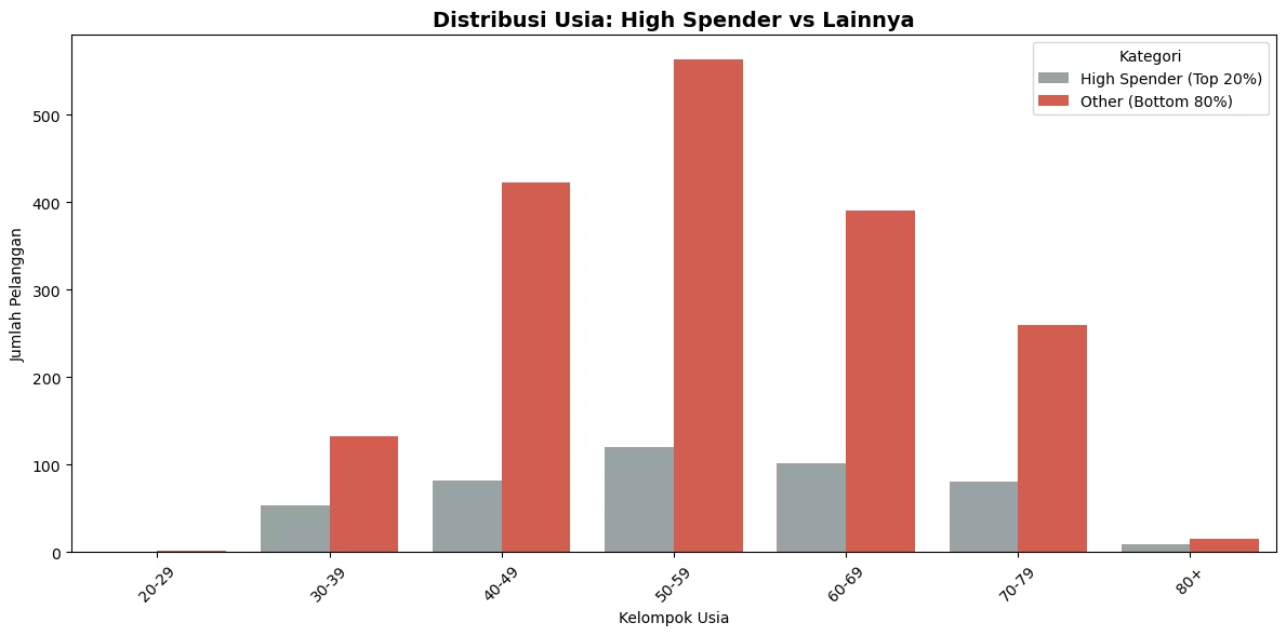 Distribusi Usia: High Spender vs Lainnya
Kategori
High Spender (Top 20%)
Other (Bottom 80%)
Jumlah Pelanggan
500
400
300
200
100
0
20-29
30-39
40-49
50-59
60-69
70-79
80+
Kelompok Usia